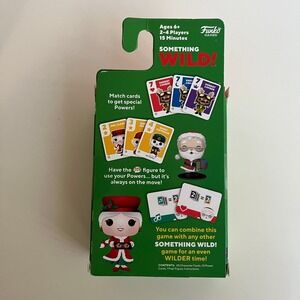 Ages 6+
2–4 Players
15 Minutes
Funko
GAMES
SOMETHING
WILD!
Match cards
to get special
Powers!
Have the figure to
use your Powers... but it's
always on the move!
You can combine this
game with any other
SOMETHING WILD!
game for an even
WILDER time!